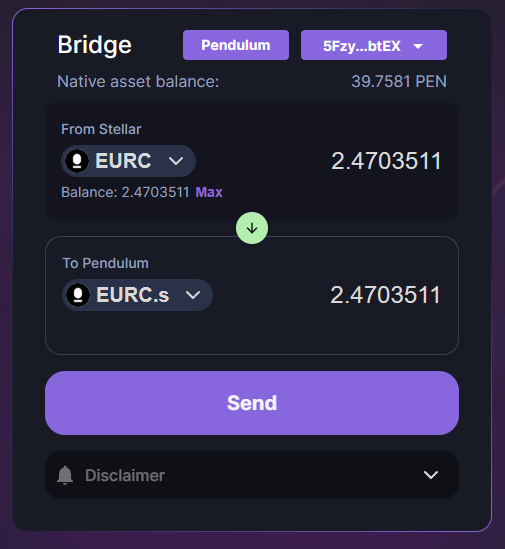 Bridge Pendulum 5Fzy...btEX
Native asset balance: 39.7581 PEN
From Stellar
EURC 2.4703511
Balance: 2.4703511 Max
To Pendulum
EURC.s 2.4703511
Send
Disclaimer